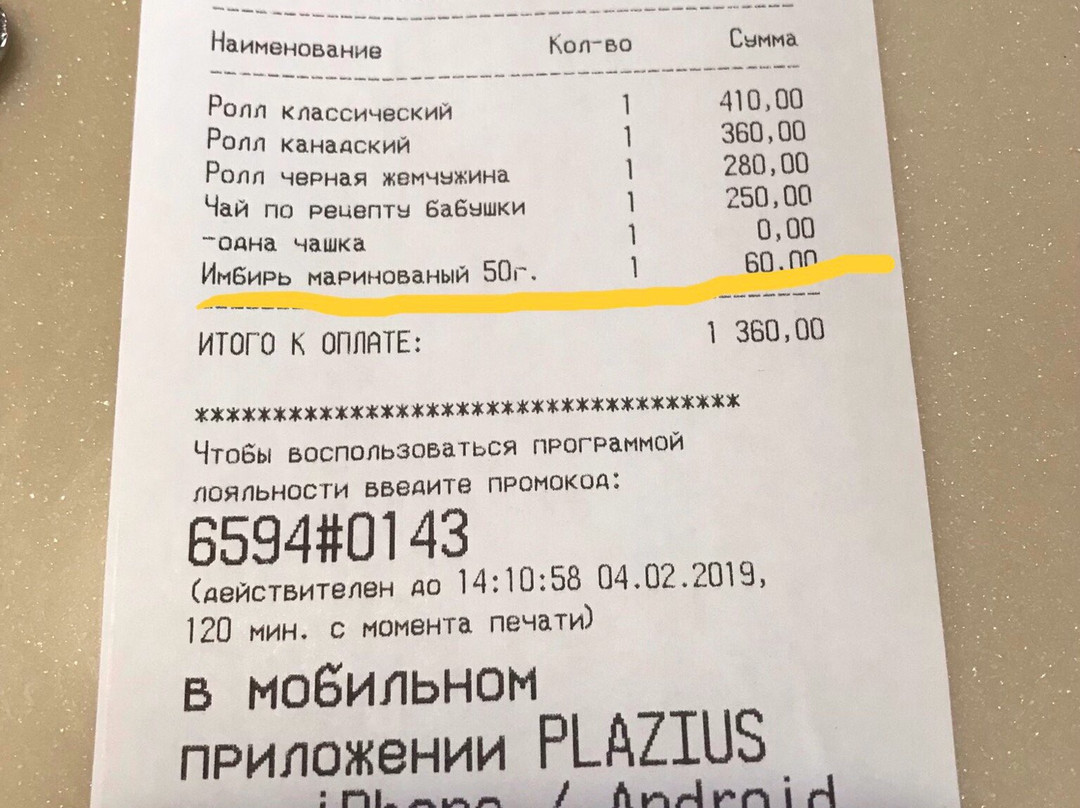 Наименование Кол-во Сумма
Ролл классический 1 410,00
Ролл канадский 1 360,00
Ролл черная жемчужина 1 280,00
Чай по рецепту бабушки 1 250,00
-одна чашка 1 0,00
Имбирь маринованый 50г. 1 60,00
ИТОГО К ОПЛАТЕ: 1 360,00
***********************************
Чтобы воспользоваться программой
лояльности введите промокод:
6594#0143
(действителен до 14:10:58 04.02.2019,
120 мин. с момента печати)
в мобильном
приложении PLAZIUS
iPhone / Android